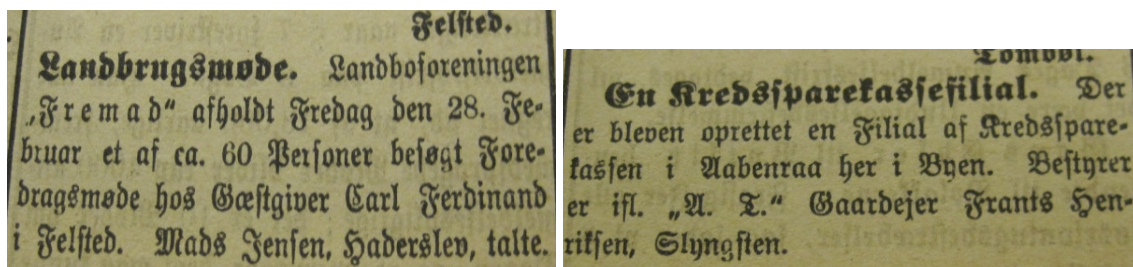 Felsted.
Landbrugsmøde. Landboforeningen
„Fremad“ afholdt Fredag den 28. Fe-
bruar et af ca. 60 Personer besøgt Fore-
dragsmøde hos Gæstgiver Carl Ferdinand
i Felsted. Mads Jensen, Haderslev, talte.
Tombøl.
En Kredssparekassefilial. Der
er bleven oprettet en Filial af Kredsspare-
kassen i Aabenraa her i Byen. Bestyrer
er ifl. „A. T.“ Gaardejer Frants Hen-
riksen, Slyngsten.